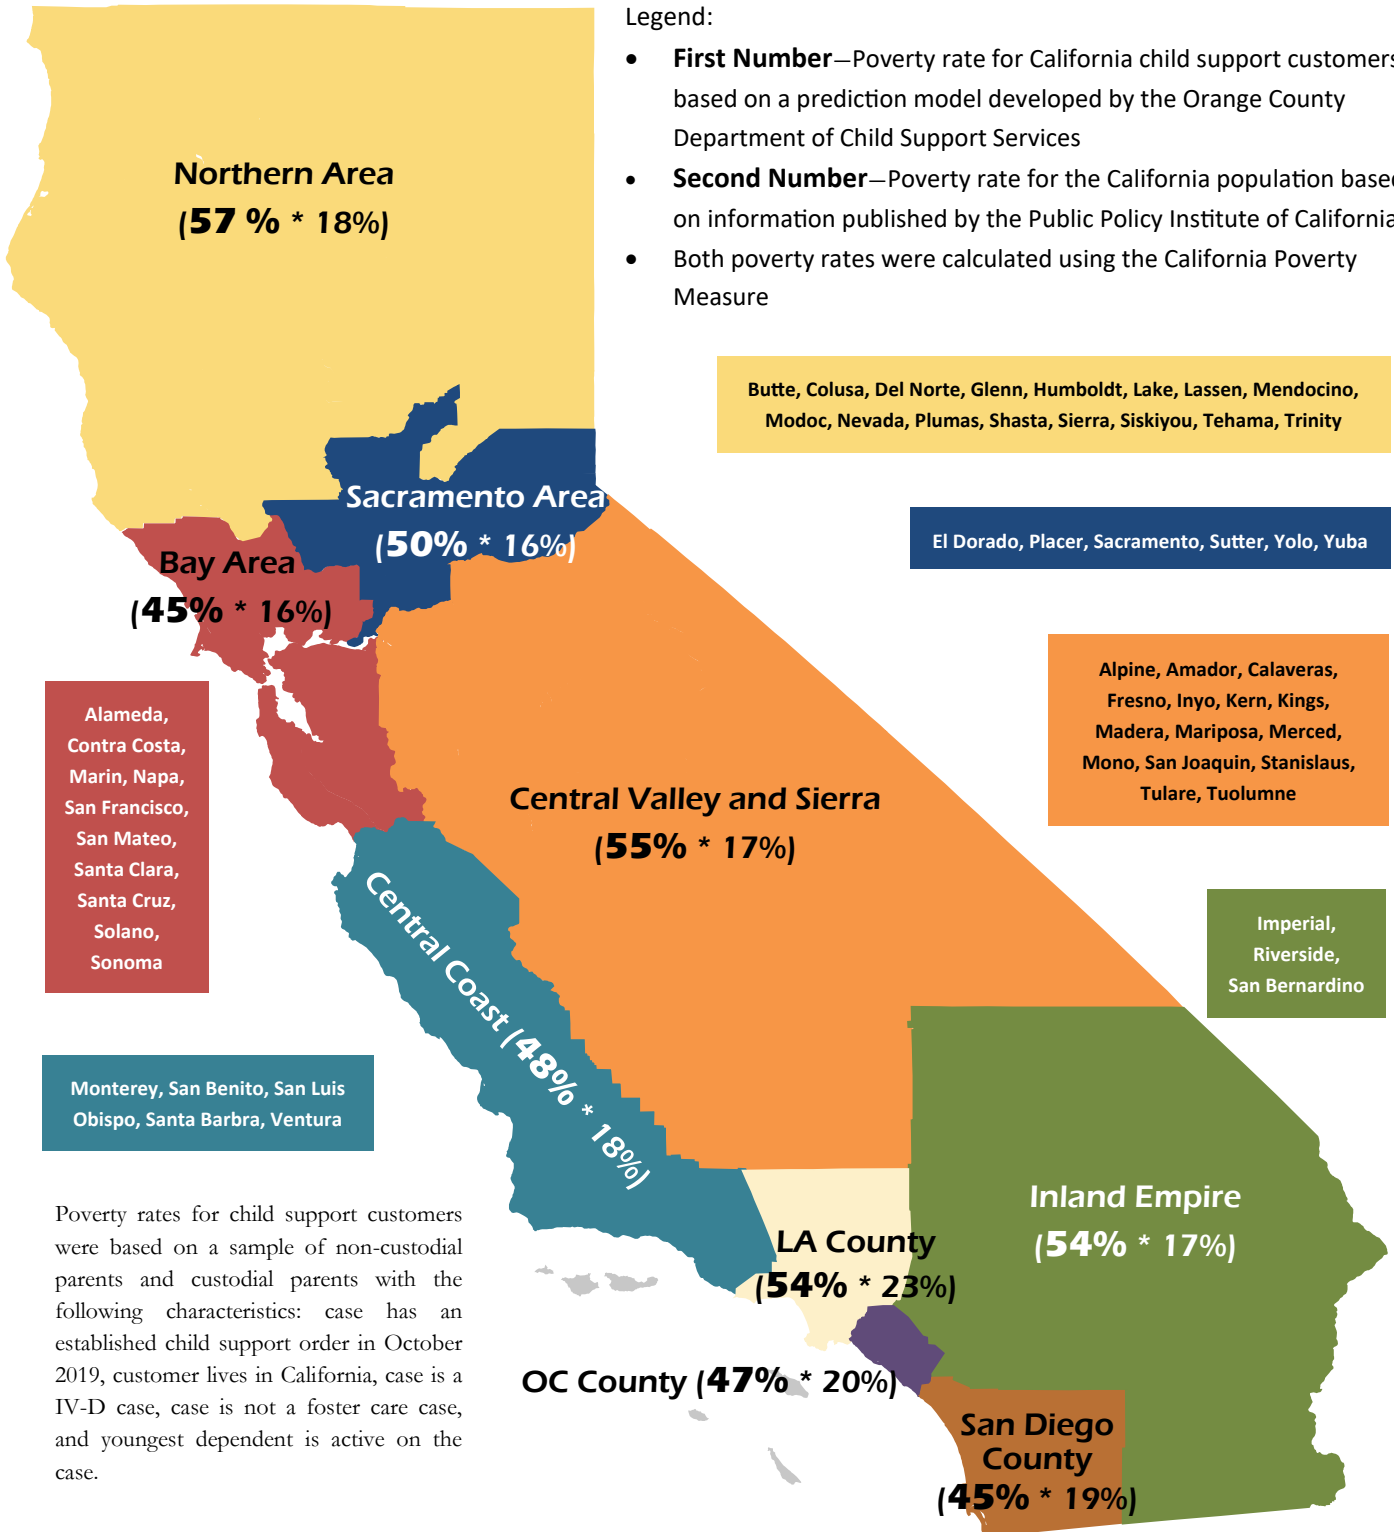 Legend:
• First Number—Poverty rate for California child support customers
based on a prediction model developed by the Orange County
Department of Child Support Services
• Second Number—Poverty rate for the California population based
on information published by the Public Policy Institute of California
• Both poverty rates were calculated using the California Poverty
Measure
Northern Area
(57 % * 18%)
Butte, Colusa, Del Norte, Glenn, Humboldt, Lake, Lassen, Mendocino,
Modoc, Nevada, Plumas, Shasta, Sierra, Siskiyou, Tehama, Trinity
Sacramento Area
(50% * 16%)
El Dorado, Placer, Sacramento, Sutter, Yolo, Yuba
Bay Area
(45% * 16%)
Alpine, Amador, Calaveras,
Fresno, Inyo, Kern, Kings,
Madera, Mariposa, Merced,
Mono, San Joaquin, Stanislaus,
Tulare, Tuolumne
Alameda,
Contra Costa,
Marin, Napa,
San Francisco,
San Mateo,
Santa Clara,
Santa Cruz,
Solano,
Sonoma
Central Valley and Sierra
(55% * 17%)
Central Coast (48% * 18%)
Imperial,
Riverside,
San Bernardino
Monterey, San Benito, San Luis
Obispo, Santa Barbra, Ventura
Inland Empire
(54% * 17%)
LA County
(54% * 23%)
Poverty rates for child support customers
were based on a sample of non-custodial
parents and custodial parents with the
following characteristics: case has an
established child support order in October
2019, customer lives in California, case is a
IV-D case, case is not a foster care case,
and youngest dependent is active on the
case.
OC County (47% * 20%)
San Diego
County
(45% * 19%)